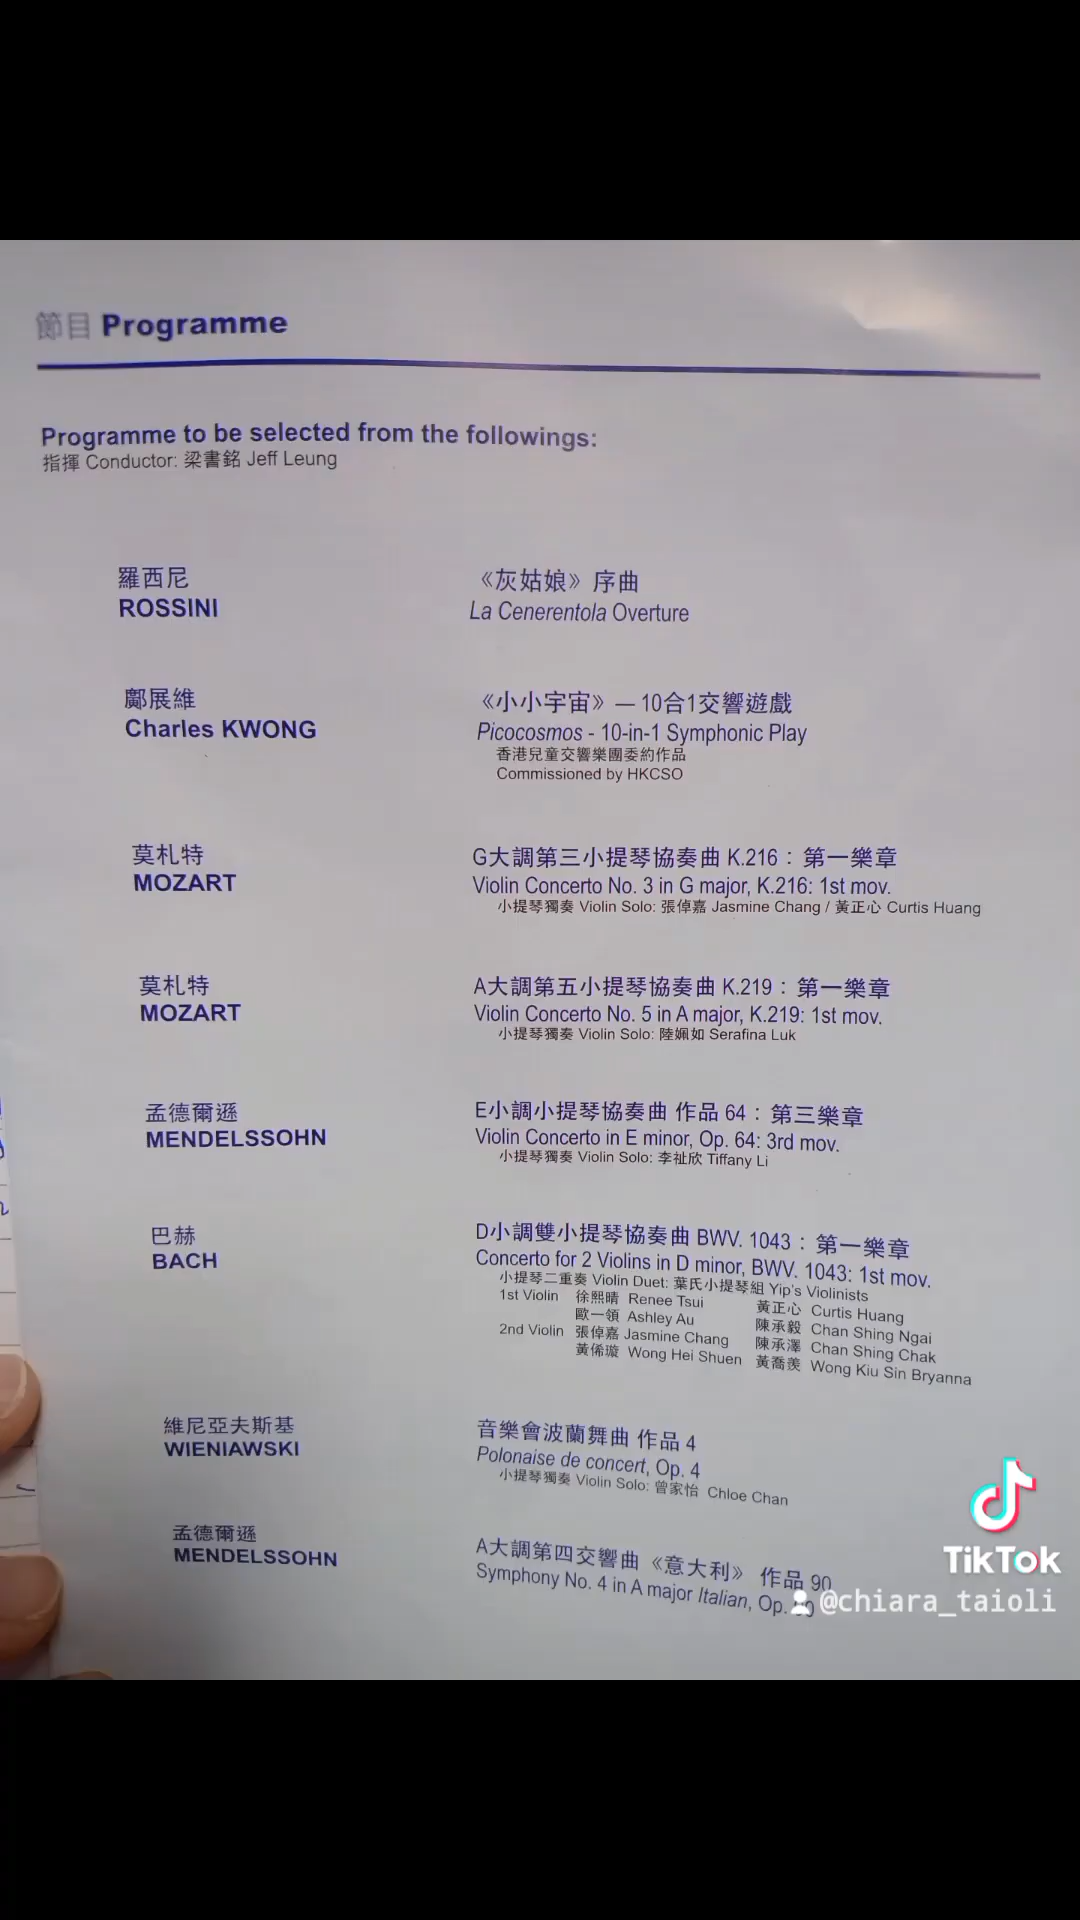 節目 Programme
Programme to be selected from the followings:
指揮 Conductor: 梁書銘 Jeff Leung
羅西尼
ROSSINI
《灰姑娘》序曲
La Cenerentola Overture
鄺展維
Charles KWONG
《小小宇宙》— 10合1交響遊戲
Picocosmos - 10-in-1 Symphonic Play
香港兒童交響樂團委約作品
Commissioned by HKCSO
莫札特
MOZART
G大調第三小提琴協奏曲 K.216：第一樂章
Violin Concerto No. 3 in G major, K.216: 1st mov.
小提琴獨奏 Violin Solo: 張倬嘉 Jasmine Chang / 黃正心 Curtis Huang
莫札特
MOZART
A大調第五小提琴協奏曲 K.219：第一樂章
Violin Concerto No. 5 in A major, K.219: 1st mov.
小提琴獨奏 Violin Solo: 陸姵如 Serafina Luk
孟德爾遜
MENDELSSOHN
E小調小提琴協奏曲 作品 64：第三樂章
Violin Concerto in E minor, Op. 64: 3rd mov.
小提琴獨奏 Violin Solo: 李祉欣 Tiffany Li
巴赫
BACH
D小調雙小提琴協奏曲 BWV. 1043：第一樂章
Concerto for 2 Violins in D minor, BWV. 1043: 1st mov.
小提琴二重奏 Violin Duet: 葉氏小提琴組 Yip's Violinists
1st Violin 徐熙晴 Renee Tsui 黃正心 Curtis Huang
歐一領 Ashley Au 陳承毅 Chan Shing Ngai
2nd Violin 張倬嘉 Jasmine Chang 陳承澤 Chan Shing Chak
黃俙璇 Wong Hei Shuen 黃喬羨 Wong Kiu Sin Bryanna
維尼亞夫斯基
WIENIAWSKI
音樂會波蘭舞曲 作品 4
Polonaise de concert, Op. 4
小提琴獨奏 Violin Solo: 曾家怡 Chloe Chan
孟德爾遜
MENDELSSOHN
A大調第四交響曲《意大利》 作品 90
Symphony No. 4 in A major Italian, Op. 90
TikTok
@chiara_taioli